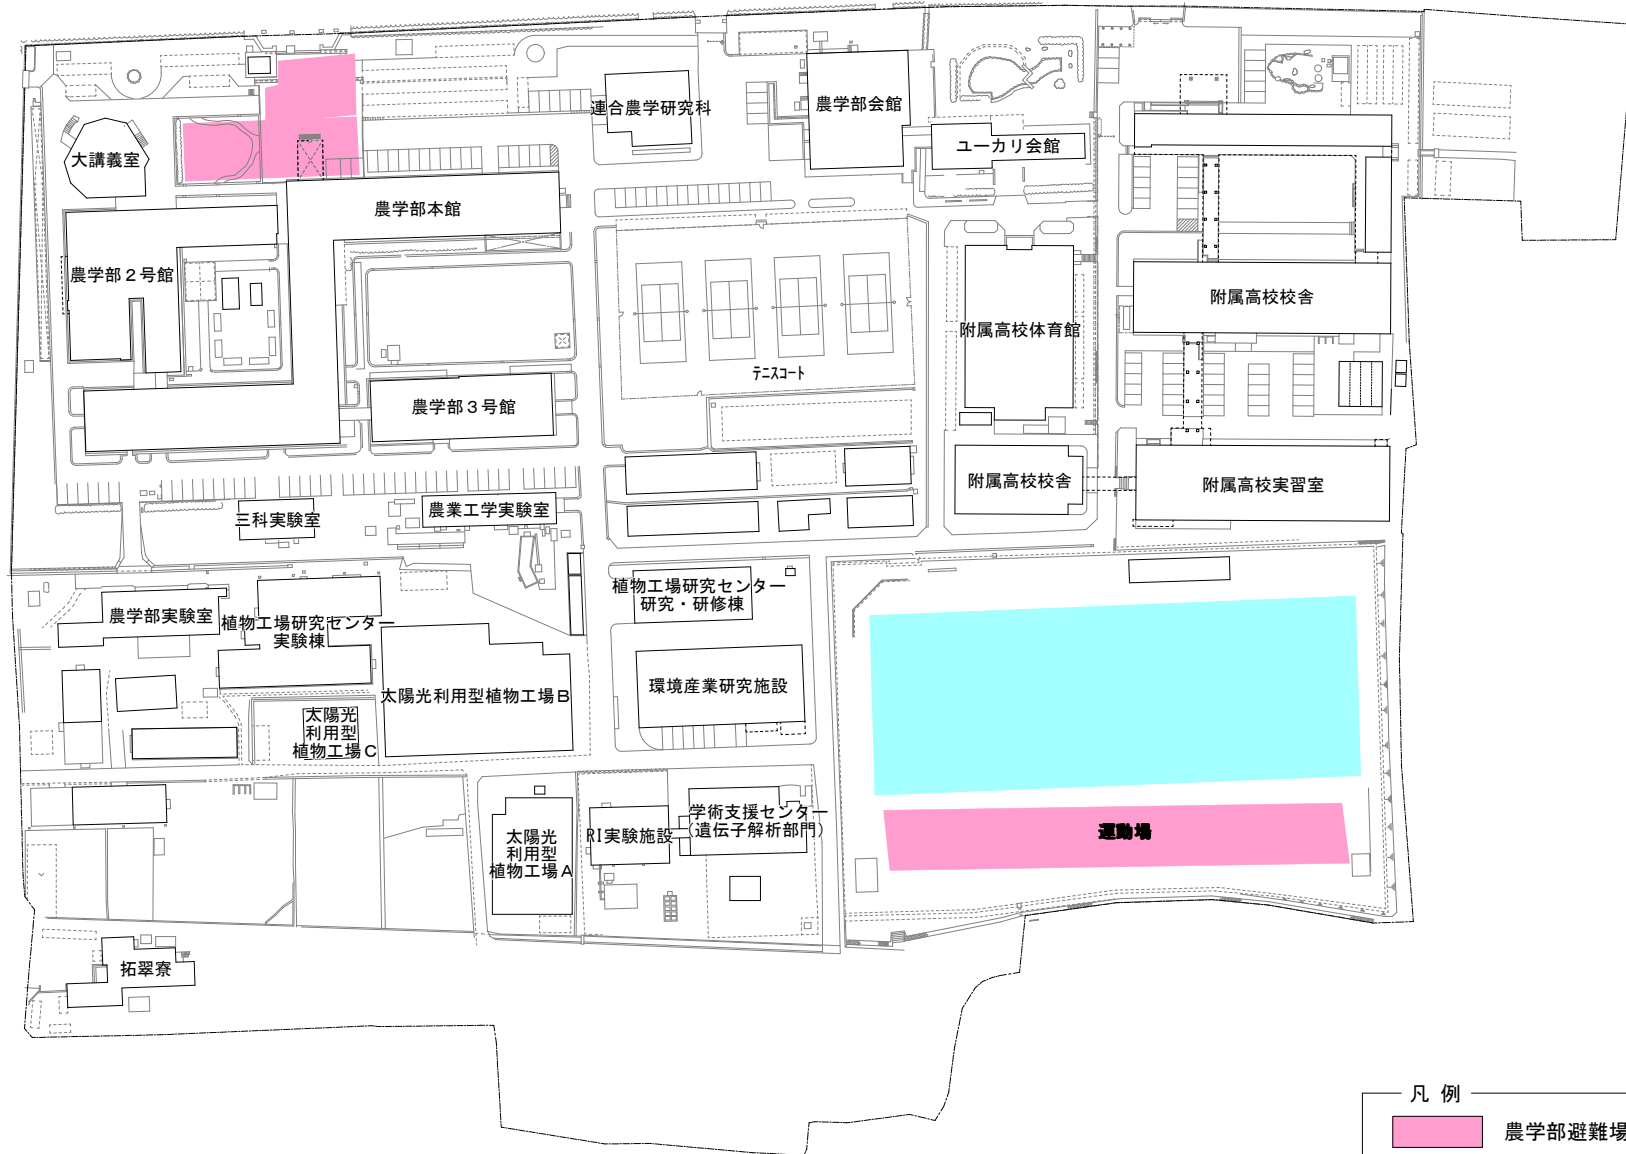 連合農学研究科
農学部会館
ユーカリ会館
大講義室
農学部本館
農学部２号館
附属高校校舎
附属高校体育館
テニスコート
農学部３号館
附属高校校舎
附属高校実習室
三科実験室
農業工学実験室
植物工場研究センター
研究・研修棟
農学部実験室
植物工場研究センター
実験棟
太陽光利用型植物工場Ｂ
環境産業研究施設
太陽光
利用型
植物工場Ｃ
太陽光
利用型
植物工場Ａ
RI実験施設
学術支援センター
（遺伝子解析部門）
運動場
拓翠寮
凡 例
農学部避難場